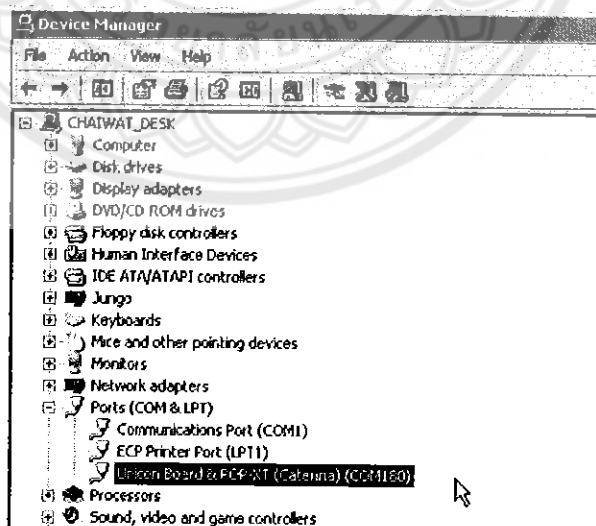 Device Manager
File Action View Help
CHAIWAT_DESK
Computer
Disk drives
Display adapters
DVD/CD ROM drives
Floppy disk controllers
Human Interface Devices
IDE ATA/ATAPI controllers
Jungo
Keyboards
Mice and other pointing devices
Monitors
Network adapters
Ports (COM & LPT)
Communications Port (COM1)
ECP Printer Port (LPT1)
Unicon Board & POP-XT (Caterina) (COM180)
Processors
Sound, video and game controllers